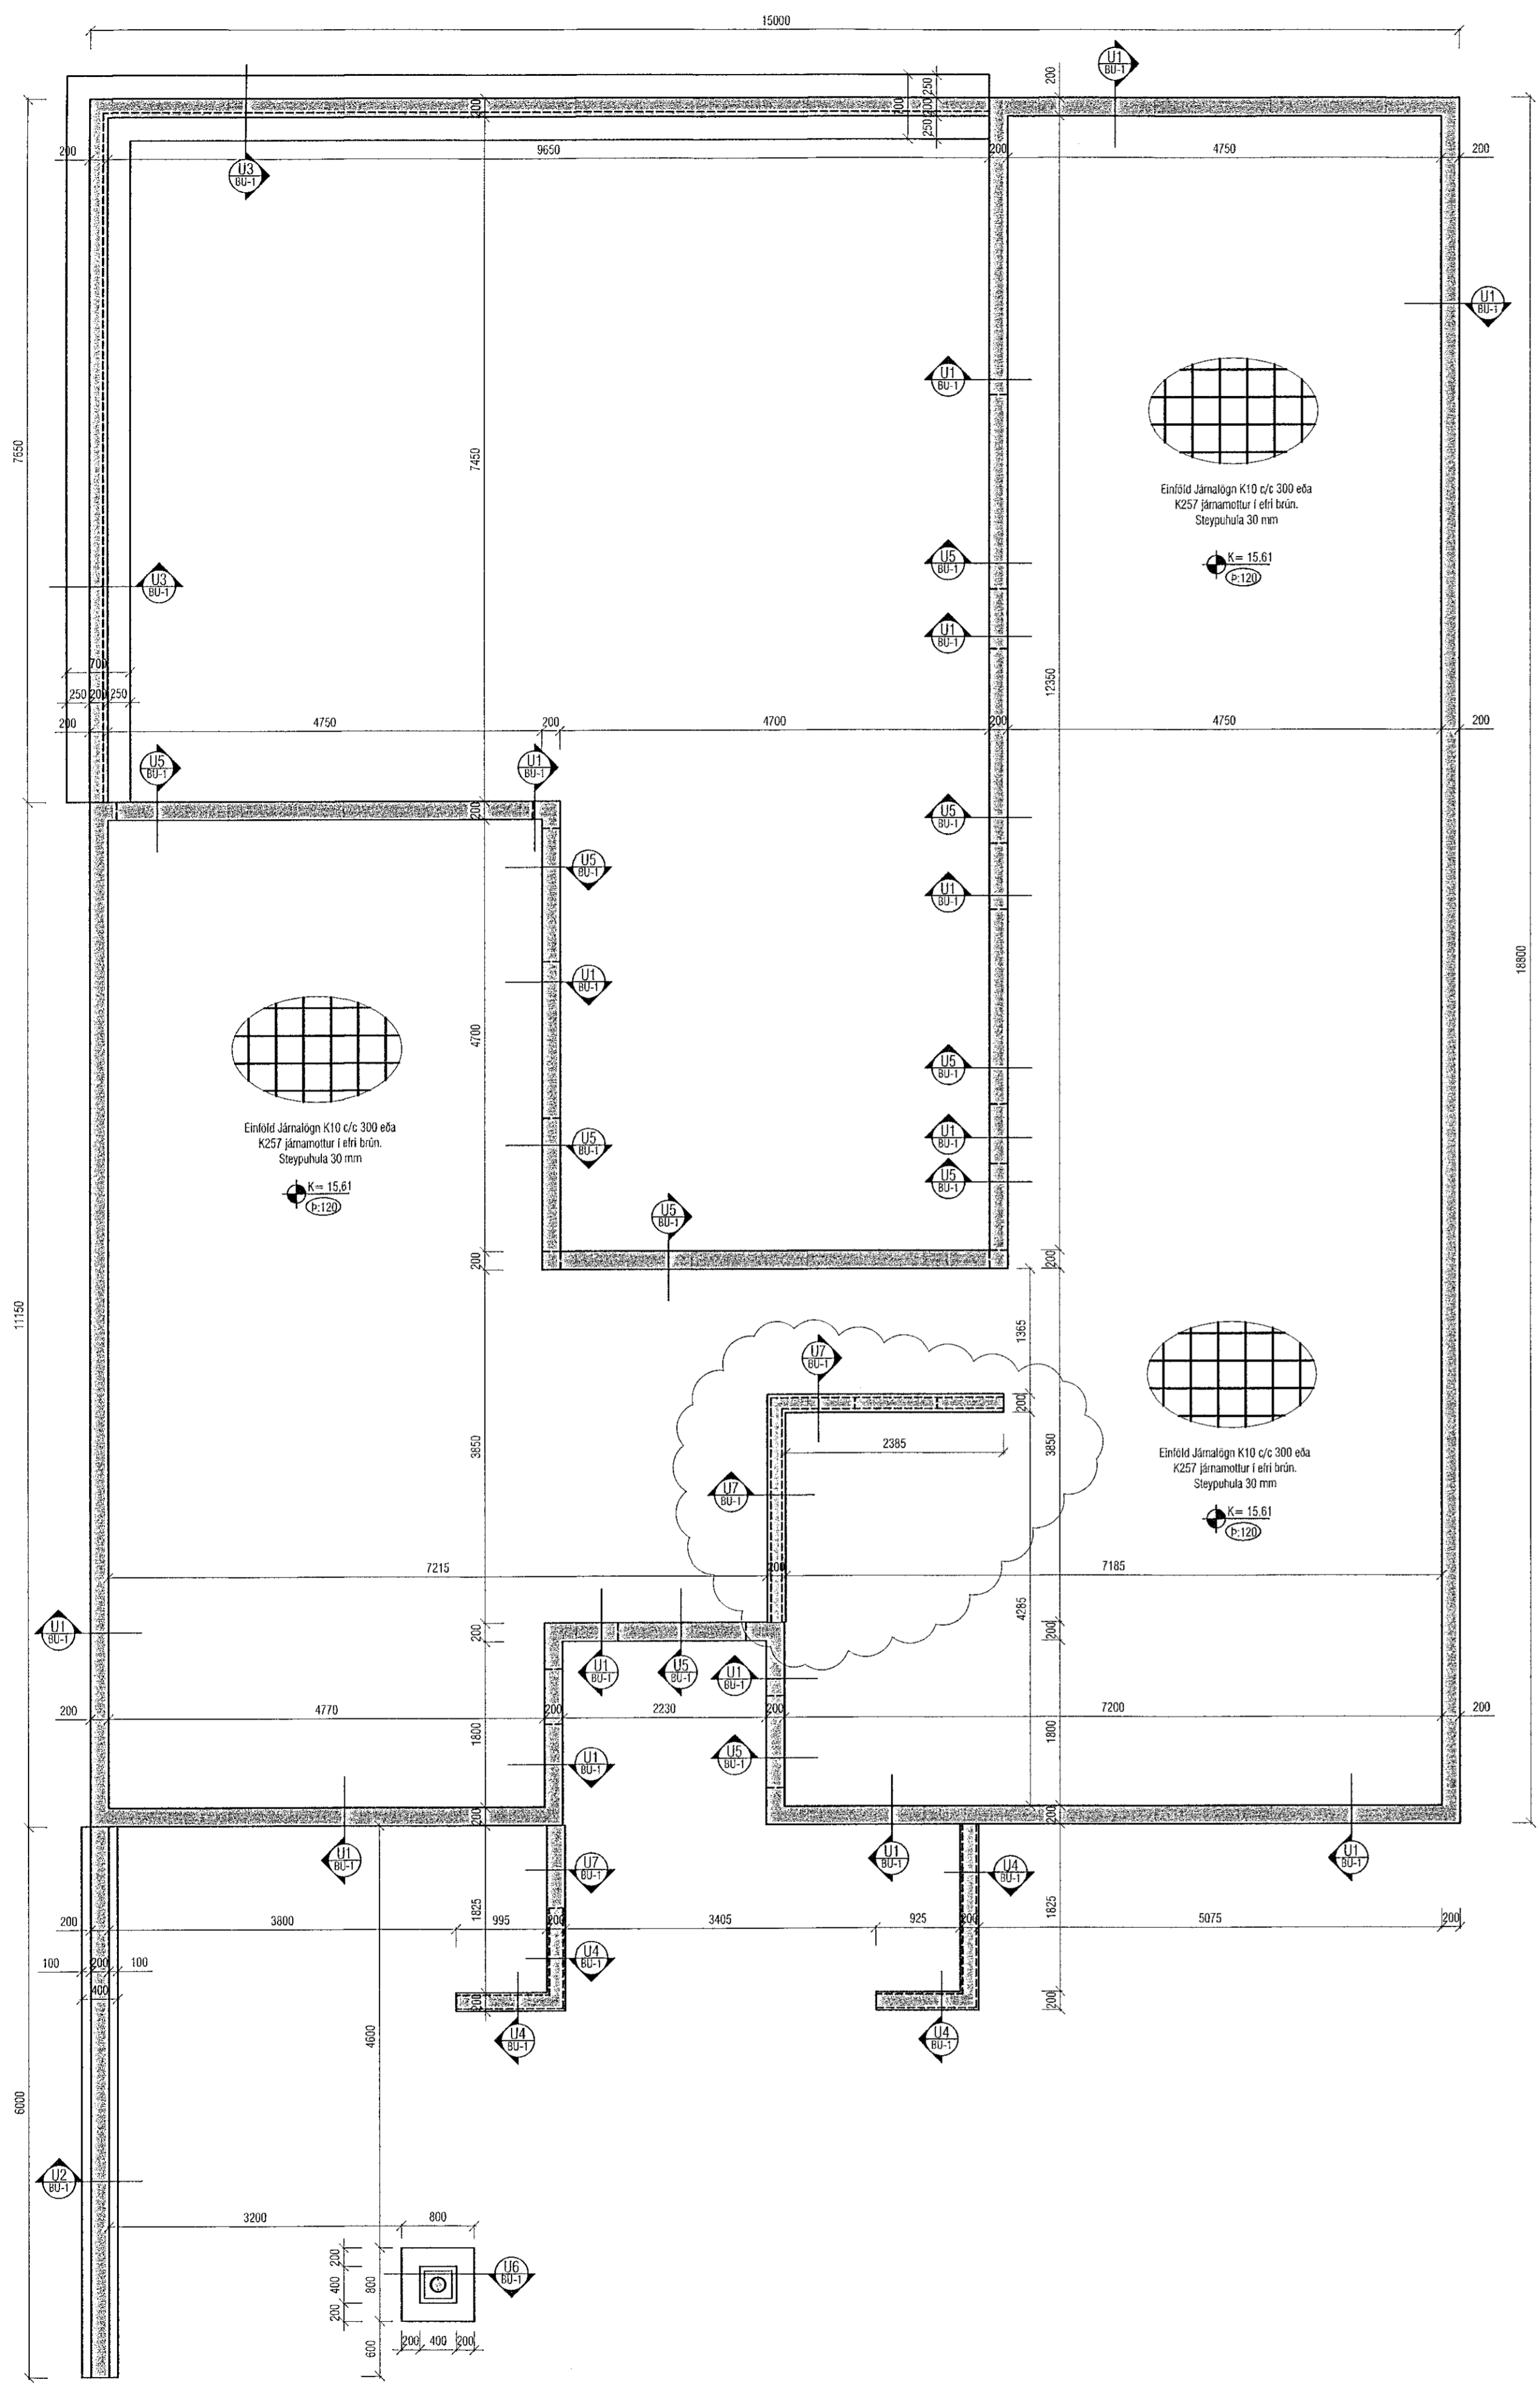 15000
U1
BU-1
200
250
200
200
700
250
200
9650
200
4750
200
U3
BU-1
U1
BU-1
7650
7450
U1
BU-1
Einföld Járnalögn K10 c/c 300 eða
K257 járnamottur í efri brún.
Steypuhula 30 mm
K= 15,61
Þ:120
U5
BU-1
U3
BU-1
U1
BU-1
12350
700
250 200 250
200
4750
200
4700
200
4750
200
U5
BU-1
U1
BU-1
200
U5
BU-1
U5
BU-1
U1
BU-1
18800
U1
BU-1
4700
U5
BU-1
Einföld Járnalögn K10 c/c 300 eða
K257 járnamottur í efri brún.
Steypuhula 30 mm
K= 15,61
Þ:120
U5
BU-1
U1
BU-1
U5
BU-1
U5
BU-1
200
200
11150
1365
U7
BU-1
200
2385
3850
3850
Einföld Járnalögn K10 c/c 300 eða
K257 járnamottur í efri brún.
Steypuhula 30 mm
K= 15,61
Þ:120
U7
BU-1
7215
200
7185
4285
U1
BU-1
200
200
U1
BU-1
U5
BU-1
U1
BU-1
200
4770
200
2230
200
7200
200
1800
1800
U1
BU-1
U5
BU-1
200
200
U1
BU-1
U7
BU-1
U1
BU-1
U4
BU-1
U1
BU-1
1825
1825
200
3800
995
200
3405
925
200
5075
200
100
200
100
400
U4
BU-1
200
200
U4
BU-1
U4
BU-1
4600
6000
U2
BU-1
3200
800
200
400
200
800
U6
BU-1
200
400
200
600